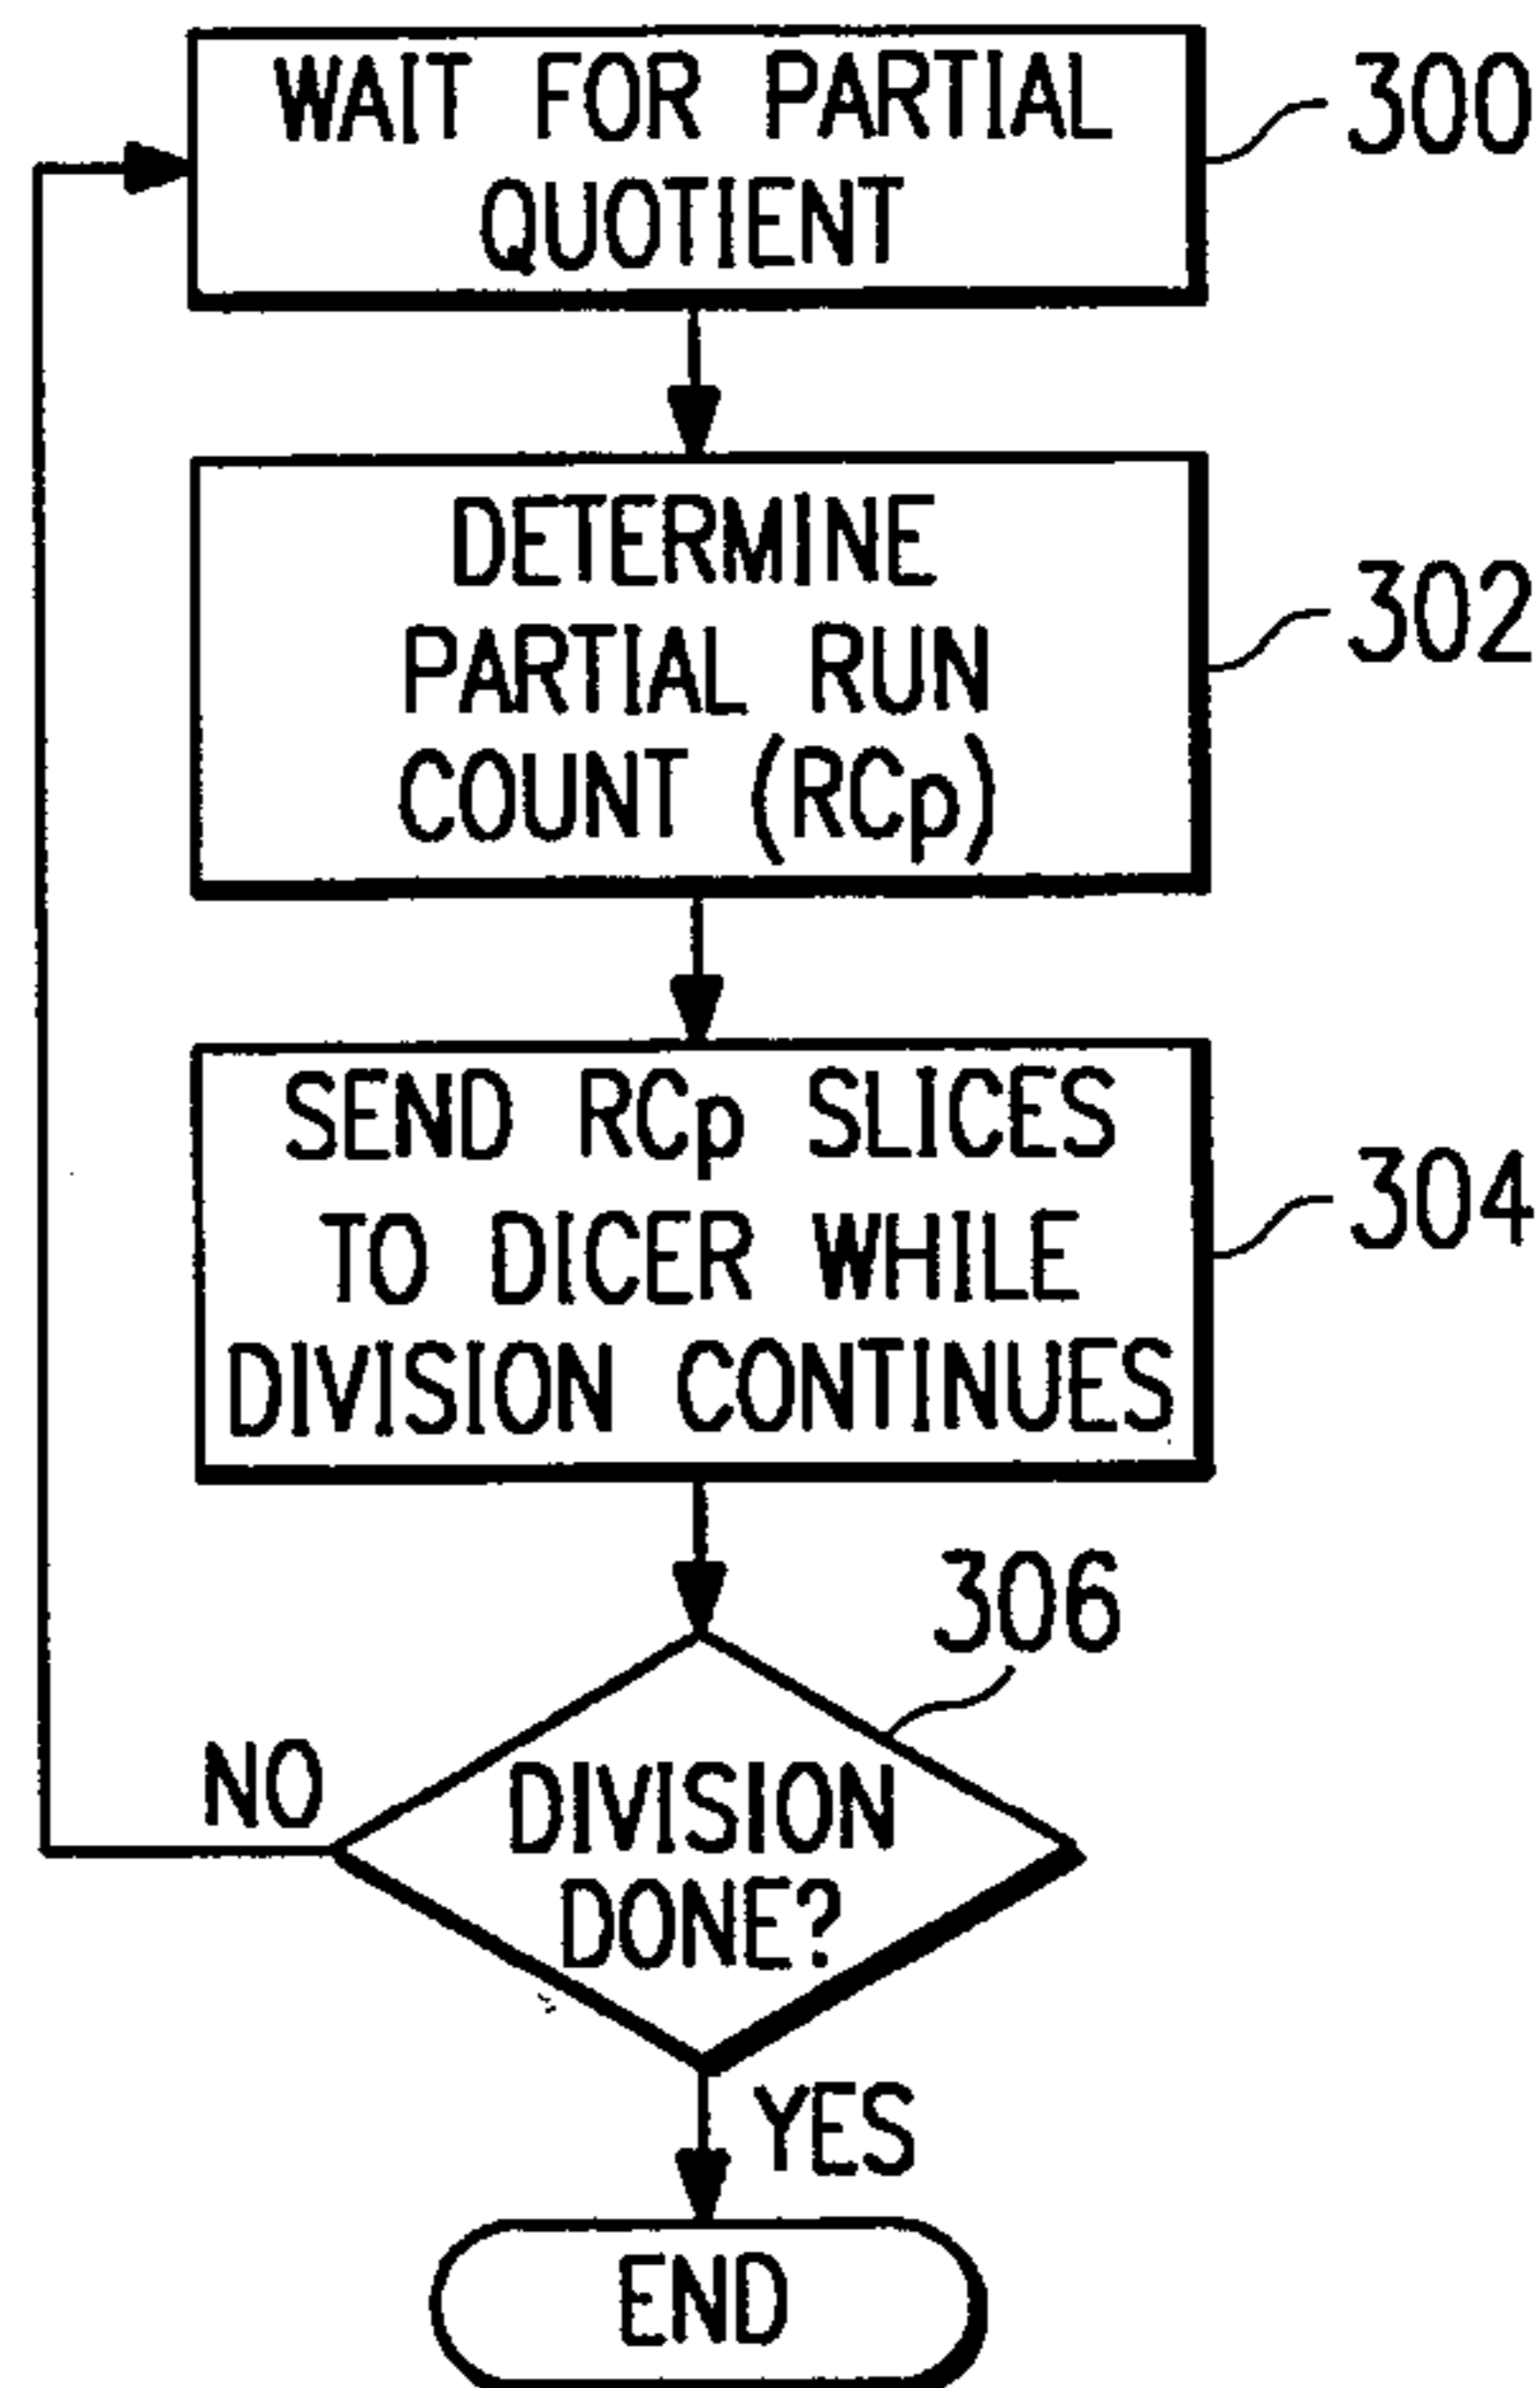 WAIT FOR PARTIAL
QUOTIENT
300
DETERMINE
PARTIAL RUN
COUNT (RCp)
302
SEND RCp SLICES
TO DICER WHILE
DIVISION CONTINUES
304
306
NO
DIVISION
DONE?
YES
END